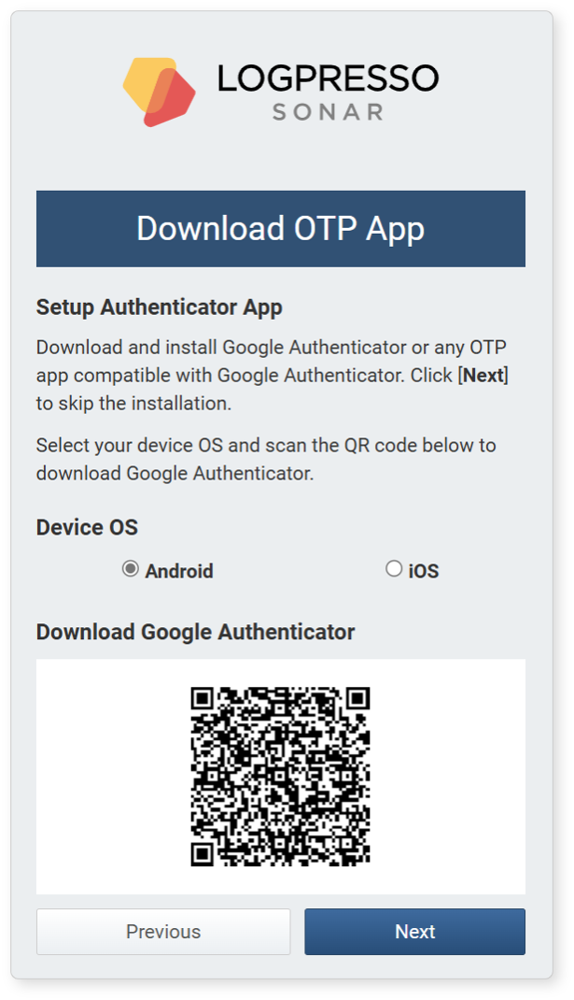 LOGPRESSO
SONAR
Download OTP App
Setup Authenticator App
Download and install Google Authenticator or any OTP
app compatible with Google Authenticator. Click [Next]
to skip the installation.
Select your device OS and scan the QR code below to
download Google Authenticator.
Device OS
Android iOS
Download Google Authenticator
Previous Next